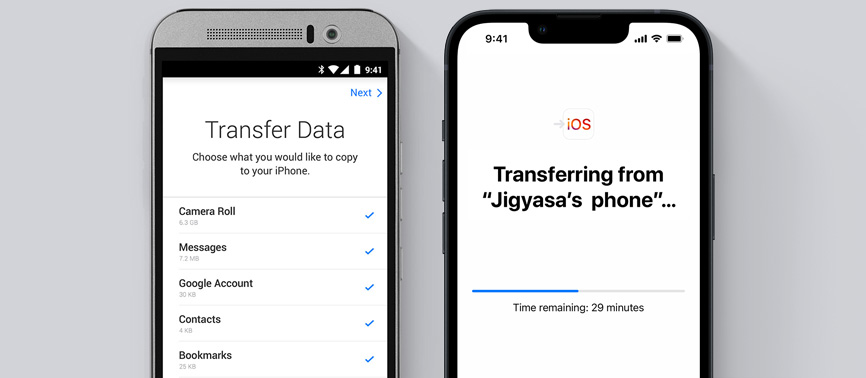 9:41
Next
Transfer Data
Choose what you would like to copy
to your iPhone.
Camera Roll
6.3 GB
Messages
7.2 MB
Google Account
30 KB
Contacts
4 KB
Bookmarks
25 KB
9:41
iOS
Transferring from
“Jigyasa’s phone”...
Time remaining: 29 minutes